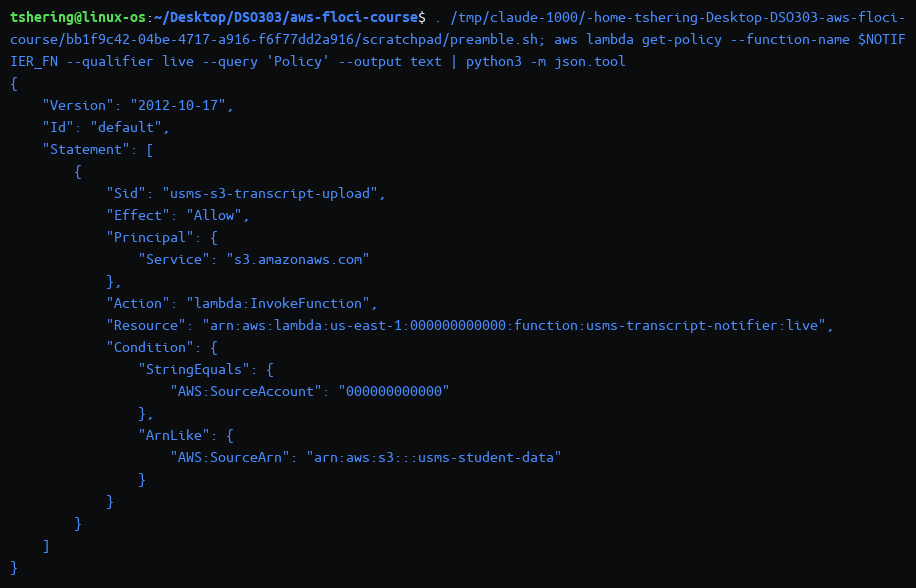 tshering@linux-os:~/Desktop/DSO303/aws-floci-course$ . /tmp/claude-1000/-home-tshering-Desktop-DSO303-aws-floci-
course/bb1f9c42-04be-4717-a916-f6f77dd2a916/scratchpad/preamble.sh; aws lambda get-policy --function-name $NOTIF
IER_FN --qualifier live --query 'Policy' --output text | python3 -m json.tool
{
    "Version": "2012-10-17",
    "Id": "default",
    "Statement": [
        {
            "Sid": "usms-s3-transcript-upload",
            "Effect": "Allow",
            "Principal": {
                "Service": "s3.amazonaws.com"
            },
            "Action": "lambda:InvokeFunction",
            "Resource": "arn:aws:lambda:us-east-1:000000000000:function:usms-transcript-notifier:live",
            "Condition": {
                "StringEquals": {
                    "AWS:SourceAccount": "000000000000"
                },
                "ArnLike": {
                    "AWS:SourceArn": "arn:aws:s3:::usms-student-data"
                }
            }
        }
    ]
}